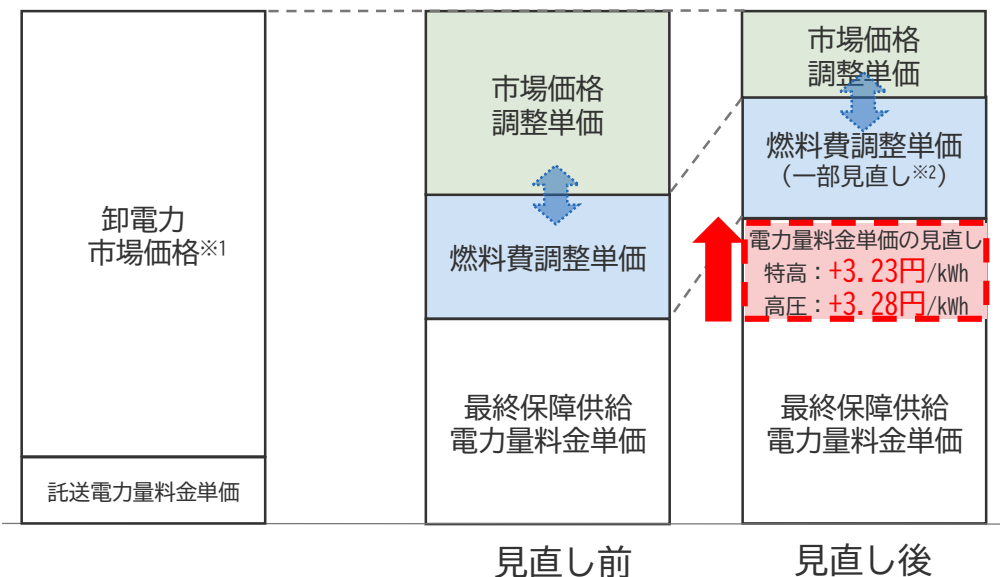 卸電力
市場価格※1
託送電力量料金単価
市場価格
調整単価
燃料費調整単価
最終保障供給
電力量料金単価
見直し前
市場価格
調整単価
燃料費調整単価
（一部見直し※2）
電力量料金単価の見直し
特高：+3.23円/kWh
高圧：+3.28円/kWh
最終保障供給
電力量料金単価
見直し後